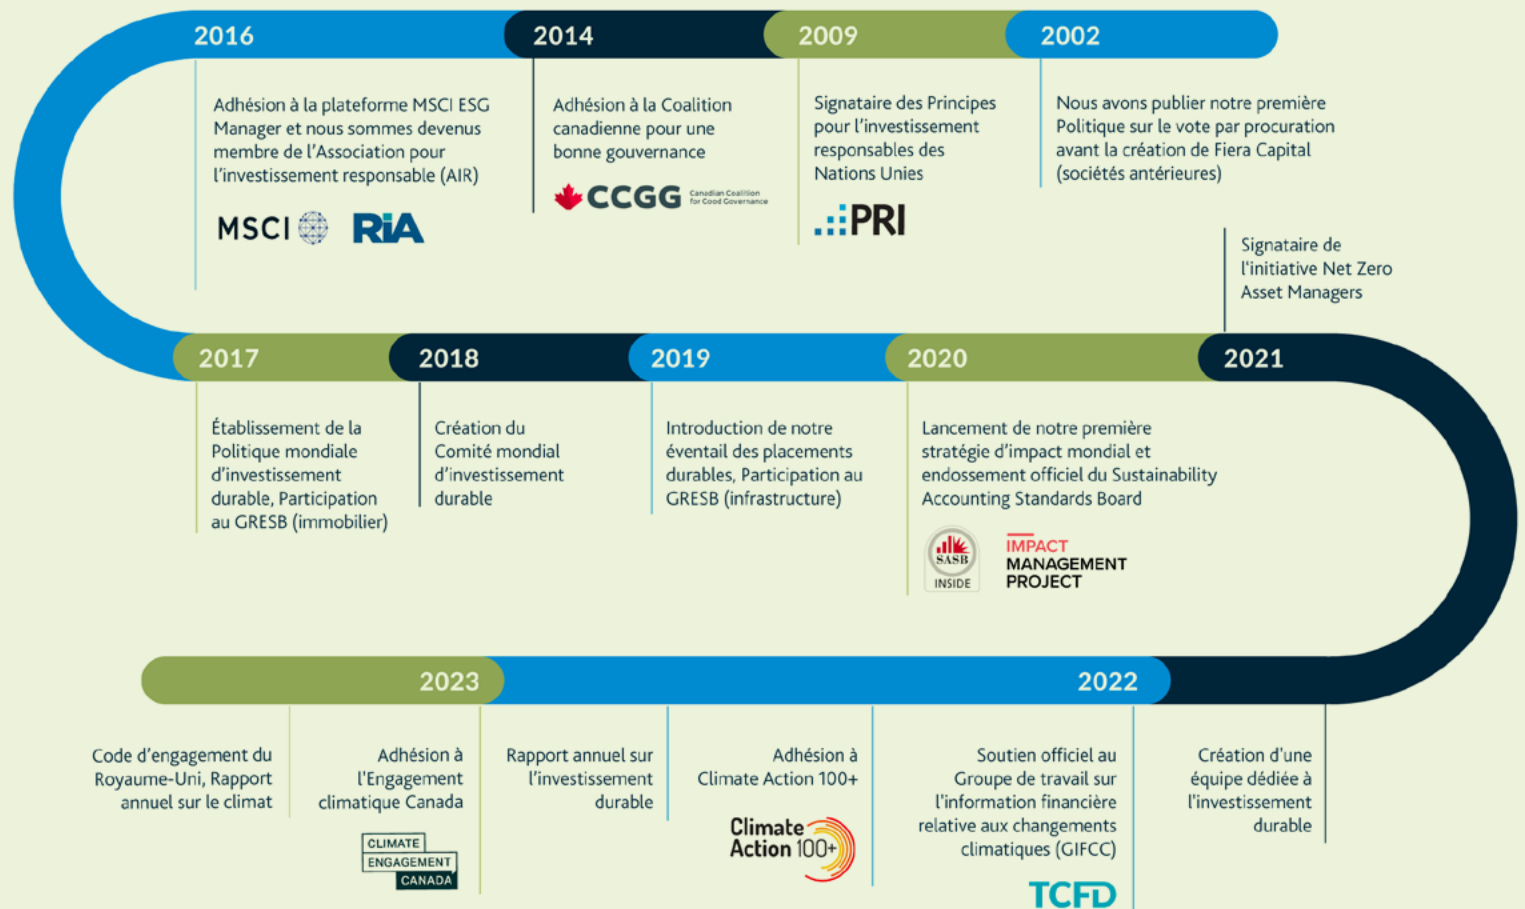 2016
2014
2009
2002
Adhésion à la plateforme MSCI ESG
Manager et nous sommes devenus
membre de l'Association pour
l'investissement responsable (AIR)
MSCI
RiA
Adhésion à la Coalition
canadienne pour une
bonne gouvernance
CCGG
Canadian Coalition
for Good Governance
Signataire des Principes
pour l'investissement
responsables des
Nations Unies
PRI
Nous avons publier notre première
Politique sur le vote par procuration
avant la création de Fiera Capital
(sociétés antérieures)
Signataire de
l'initiative Net Zero
Asset Managers
2017
2018
2019
2020
2021
Établissement de la
Politique mondiale
d'investissement
durable, Participation
au GRESB (immobilier)
Création du
Comité mondial
d'investissement
durable
Introduction de notre
éventail des placements
durables, Participation au
GRESB (infrastructure)
Lancement de notre première
stratégie d'impact mondial et
endossement officiel du Sustainability
Accounting Standards Board
SASB
INSIDE
IMPACT
MANAGEMENT
PROJECT
2023
2022
Code d'engagement du
Royaume-Uni, Rapport
annuel sur le climat
Adhésion à
l'Engagement
climatique Canada
CLIMATE
ENGAGEMENT
CANADA
Rapport annuel sur
l'investissement
durable
Adhésion à
Climate Action 100+
Climate
Action 100+
Soutien officiel au
Groupe de travail sur
l'information financière
relative aux changements
climatiques (GIFCC)
TCFD
Création d'une
équipe dédiée à
l'investissement
durable